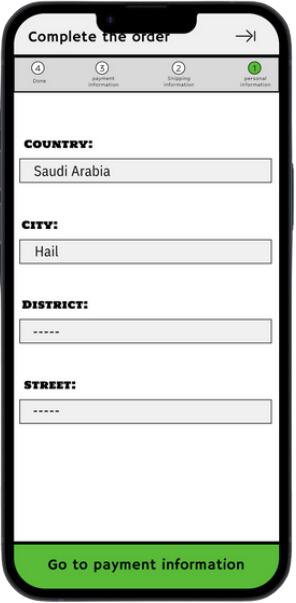 Complete the order
4
Done
3
payment
information
2
Shipping
information
1
personal
information
COUNTRY:
Saudi Arabia
CITY:
Hail
DISTRICT:
-----
STREET:
-----
Go to payment information